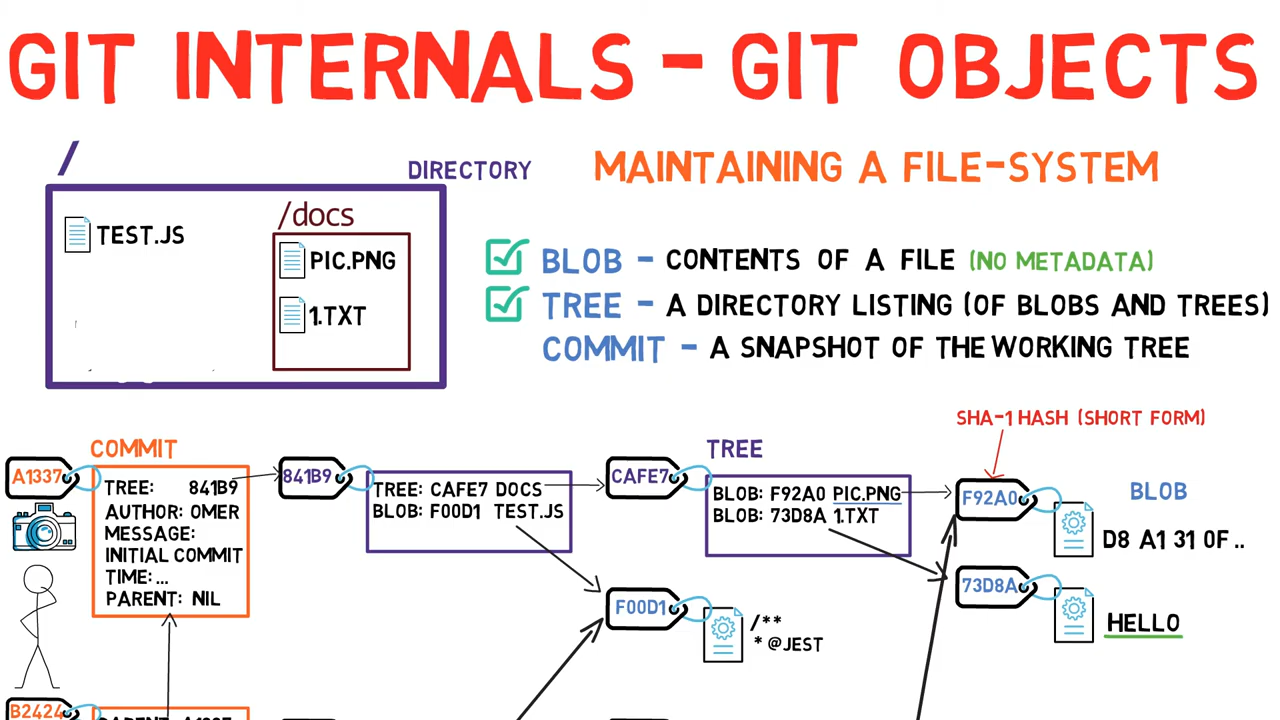 GIT INTERNALS - GIT OBJECTS
/
DIRECTORY
MAINTAINING A FILE-SYSTEM
TEST.JS
/docs
PIC.PNG
1.TXT
BLOB - CONTENTS OF A FILE (NO METADATA)
TREE - A DIRECTORY LISTING (OF BLOBS AND TREES)
COMMIT - A SNAPSHOT OF THE WORKING TREE
SHA-1 HASH (SHORT FORM)
COMMIT
A1337
TREE: 841B9
AUTHOR: OMER
MESSAGE:
INITIAL COMMIT
TIME: ...
PARENT: NIL
841B9
TREE: CAFE7 DOCS
BLOB: F00D1 TEST.JS
TREE
CAFE7
BLOB: F92A0 PIC.PNG
BLOB: 73D8A 1.TXT
BLOB
F92A0
D8 A1 31 0F ..
73D8A
HELLO
F00D1
/**
* @JEST
B2424